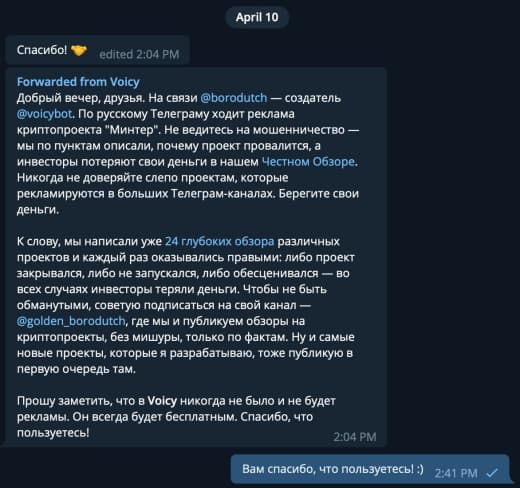 April 10
Спасибо! 🤝 edited 2:04 PM
Forwarded from Voicy
Добрый вечер, друзья. На связи @borodutch — создатель
@voicybot. По русскому Телеграму ходит реклама
криптопроекта "Минтер". Не ведитесь на мошенничество —
мы по пунктам описали, почему проект провалится, а
инвесторы потеряют свои деньги в нашем Честном Обзоре.
Никогда не доверяйте слепо проектам, которые
рекламируются в больших Телеграм-каналах. Берегите свои
деньги.
К слову, мы написали уже 24 глубоких обзора различных
проектов и каждый раз оказывались правыми: либо проект
закрывался, либо не запускался, либо обесценивался — во
всех случаях инвесторы теряли деньги. Чтобы не быть
обманутыми, советую подписаться на свой канал —
@golden_borodutch, где мы и публикуем обзоры на
криптопроекты, без мишуры, только по фактам. Ну и самые
новые проекты, которые я разрабатываю, тоже публикую в
первую очередь там.
Прошу заметить, что в Voicy никогда не было и не будет
рекламы. Он всегда будет бесплатным. Спасибо, что
пользуетесь!
2:04 PM
Вам спасибо, что пользуетесь! :) 2:41 PM